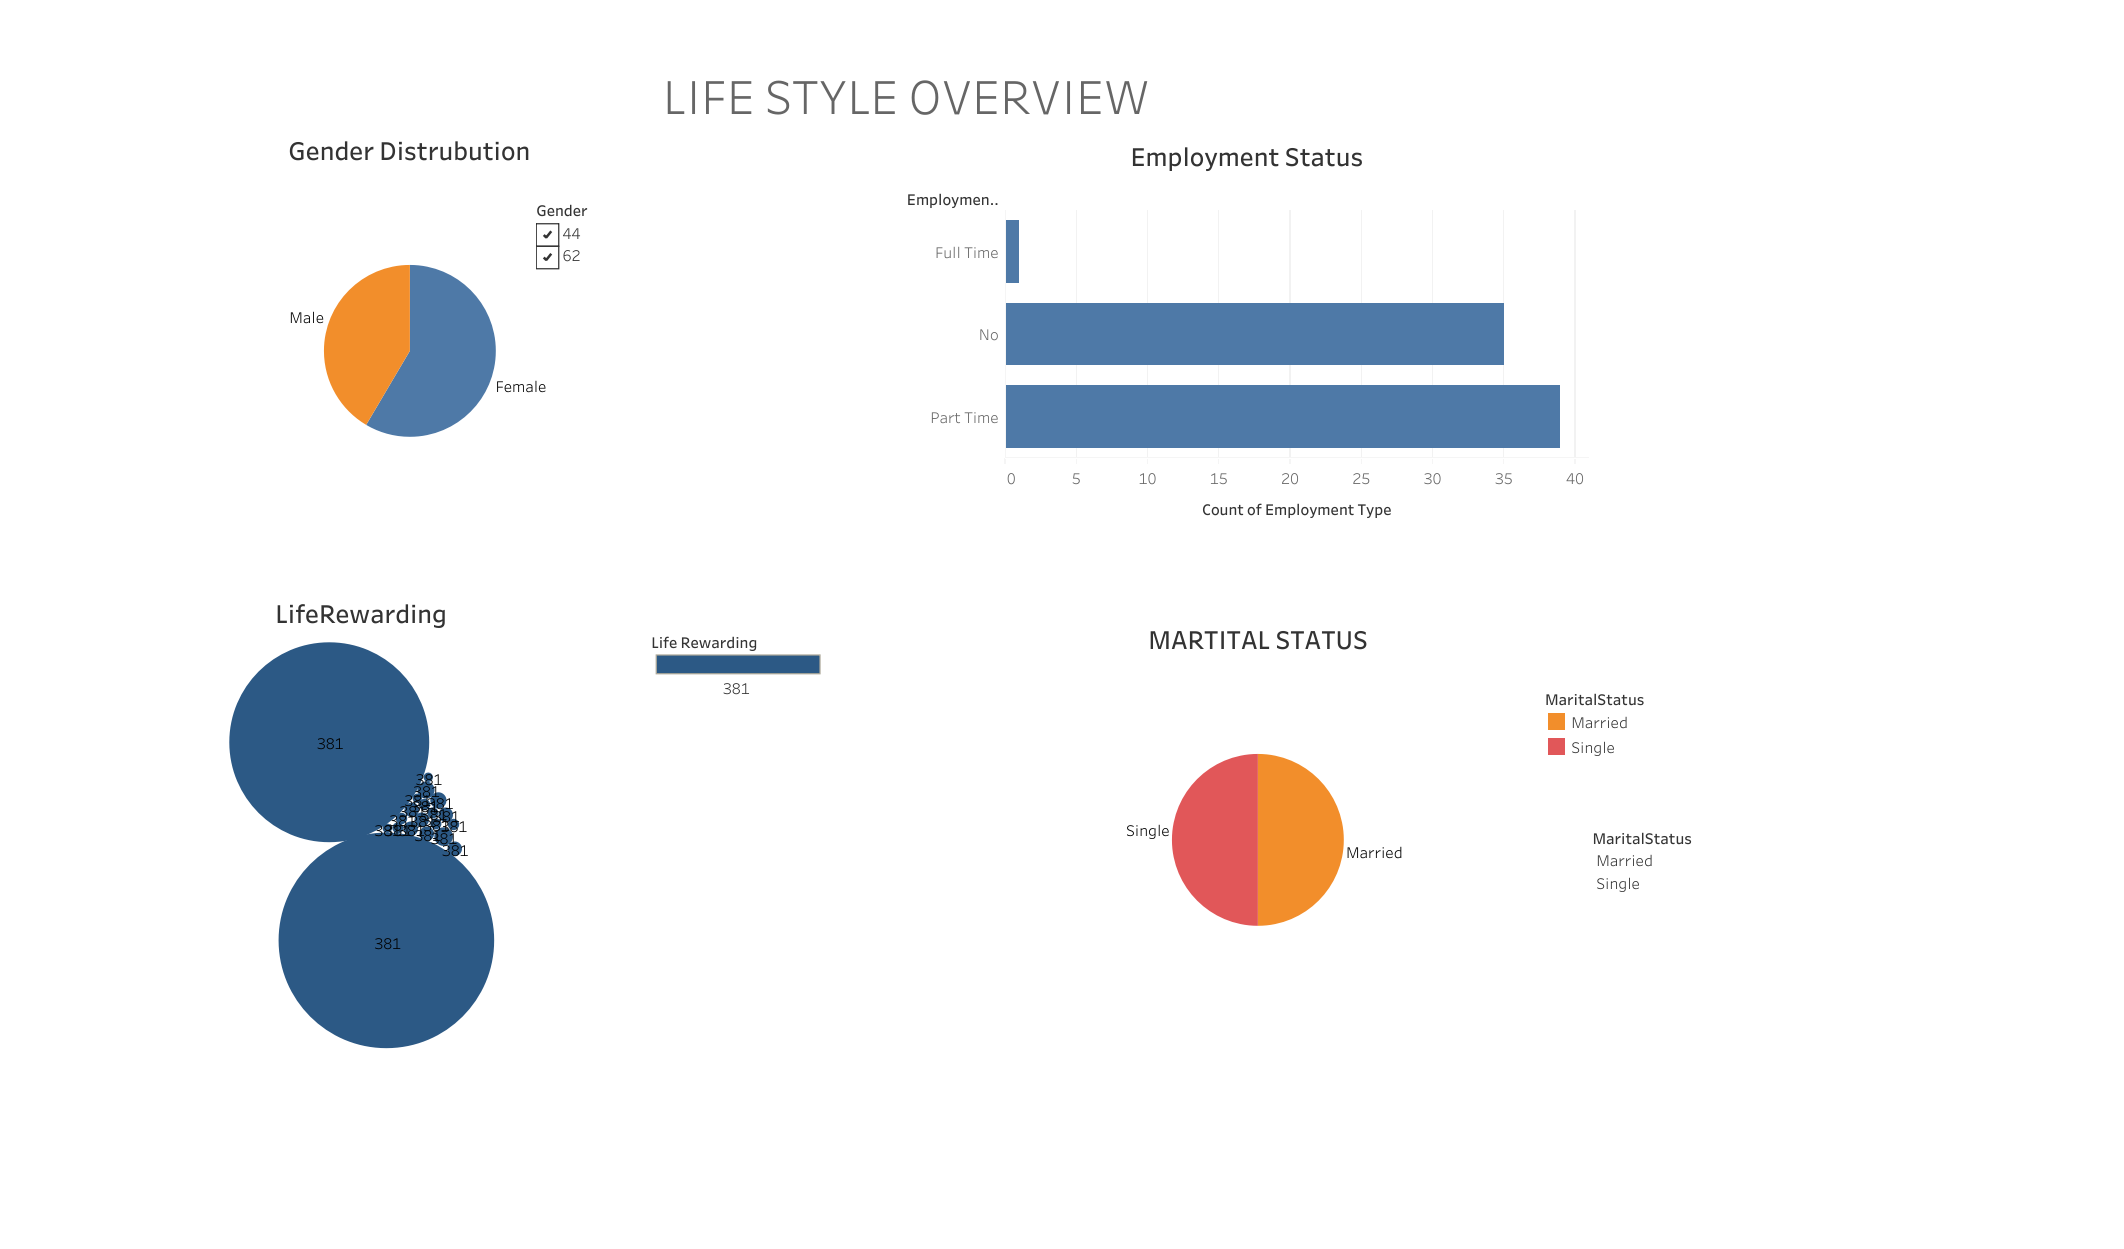 LIFE STYLE OVERVIEW
Gender Distrubution
Gender
44
62
Male
Female
Employment Status
Employmen..
Full Time
No
Part Time
0 5 10 15 20 25 30 35 40
Count of Employment Type
LifeRewarding
Life Rewarding
381
381
381
381
381
381
381
MARTITAL STATUS
MaritalStatus
Married
Single
Single
Married
MaritalStatus
Married
Single